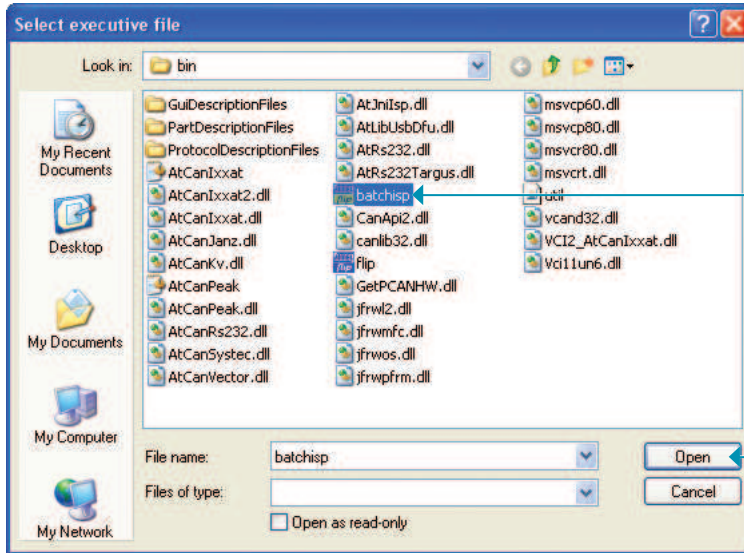 Select executive file
Look in:
bin
My Recent
Documents
Desktop
My Documents
My Computer
My Network
GuiDescriptionFiles
PartDescriptionFiles
ProtocolDescriptionFiles
AtCanIxxat
AtCanIxxat2.dll
AtCanIxxat.dll
AtCanJanz.dll
AtCanKv.dll
AtCanPeak
AtCanPeak.dll
AtCanRs232.dll
AtCanSystec.dll
AtCanVector.dll
AtJniIsp.dll
AtLibUsbDfu.dll
AtRs232.dll
AtRs232Targus.dll
batchisp
CanApi2.dll
canlib32.dll
flip
GetPCANHW.dll
jfrwl2.dll
jfrwmfc.dll
jfrwos.dll
jfrwpfrm.dll
msvcp60.dll
msvcp80.dll
msvcr80.dll
msvcrt.dll
util
vcand32.dll
VCI2_AtCanIxxat.dll
Vci11un6.dll
File name:
batchisp
Open
Files of type:
Cancel
Open as read-only